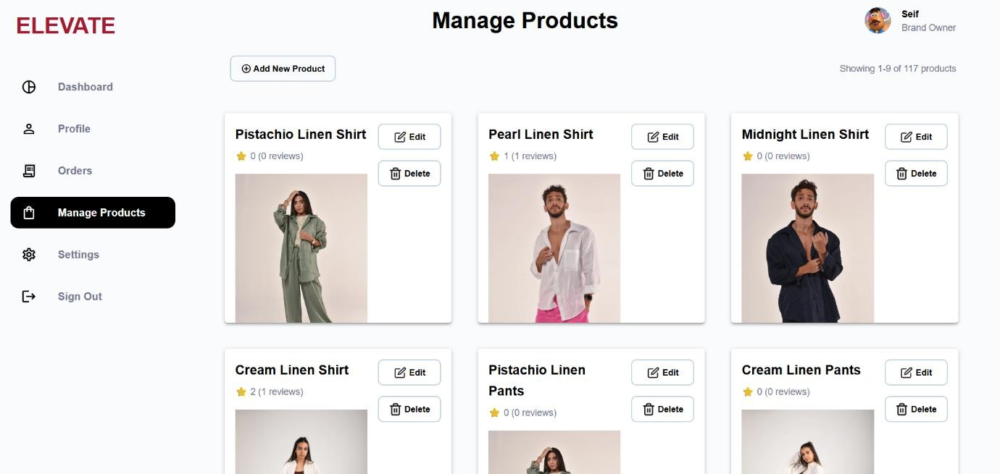 ELEVATE
Manage Products
Seif
Brand Owner
Dashboard
Profile
Orders
Manage Products
Settings
Sign Out
Add New Product
Showing 1-9 of 117 products
Pistachio Linen Shirt
0 (0 reviews)
Edit
Delete
Pearl Linen Shirt
1 (1 reviews)
Edit
Delete
Midnight Linen Shirt
0 (0 reviews)
Edit
Delete
Cream Linen Shirt
2 (1 reviews)
Edit
Delete
Pistachio Linen
Pants
0 (0 reviews)
Edit
Delete
Cream Linen Pants
0 (0 reviews)
Edit
Delete